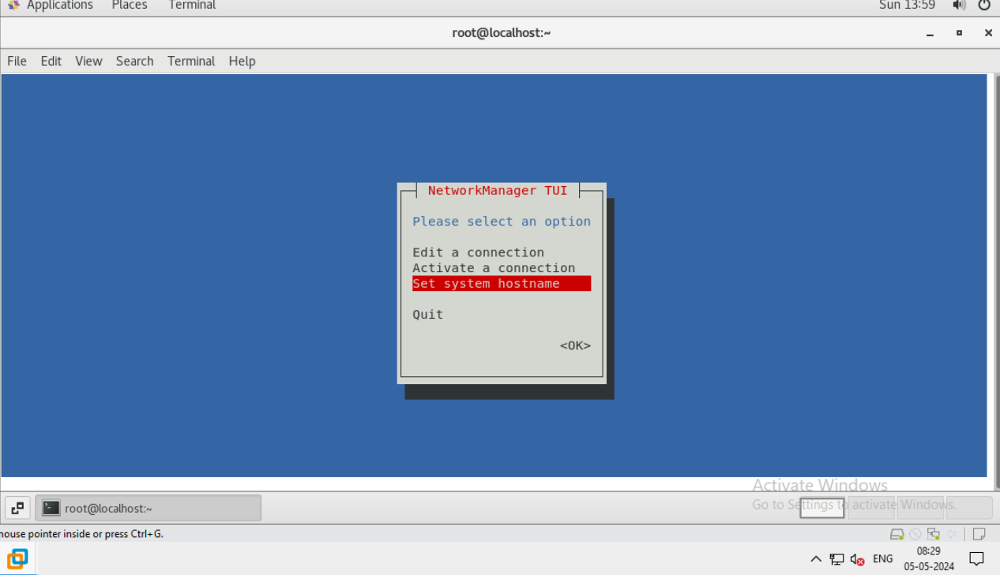 Applications Places Terminal Sun 13:59
root@localhost:~
File Edit View Search Terminal Help
NetworkManager TUI
Please select an option
Edit a connection
Activate a connection
Set system hostname
Quit
<OK>
Activate Windows
Go to Settings to activate Windows.
root@localhost:~
mouse pointer inside or press Ctrl+G.
ENG
08:29
05-05-2024